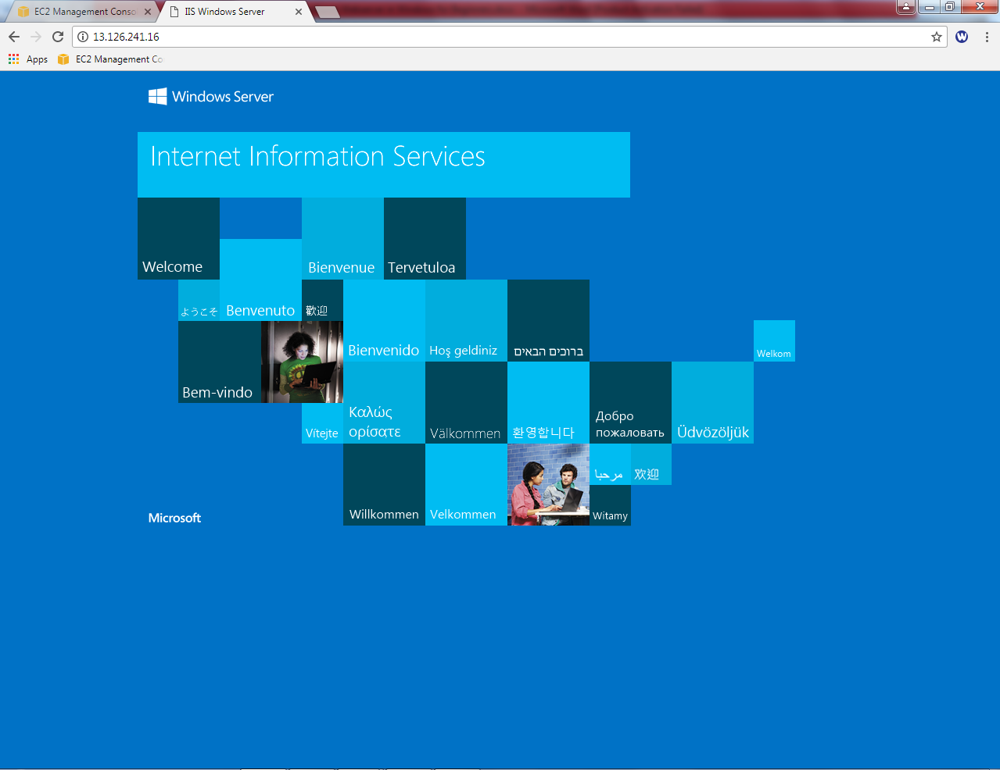 EC2 Management Conso
IIS Windows Server
13.126.241.16
Apps
EC2 Management Co
Windows Server
Internet Information Services
Welcome
Bienvenue
Tervetuloa
ようこそ
Benvenuto
歡迎
Bienvenido
Hoş geldiniz
ברוכים הבאים
Welkom
Bem-vindo
Vítejte
Καλώς
ορίσατε
Välkommen
환영합니다
Добро
пожаловать
Üdvözöljük
مرحبا
欢迎
Microsoft
Willkommen
Velkommen
Witamy